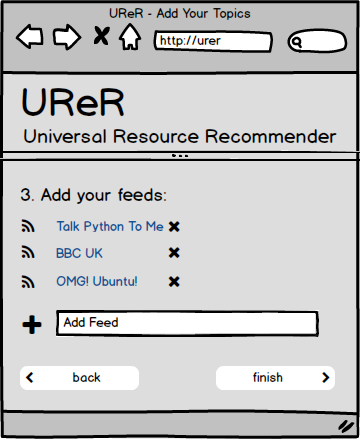 UReR - Add Your Topics
http://urer
UReR
Universal Resource Recommender
3. Add your feeds:
Talk Python To Me
BBC UK
OMG! Ubuntu!
Add Feed
back
finish